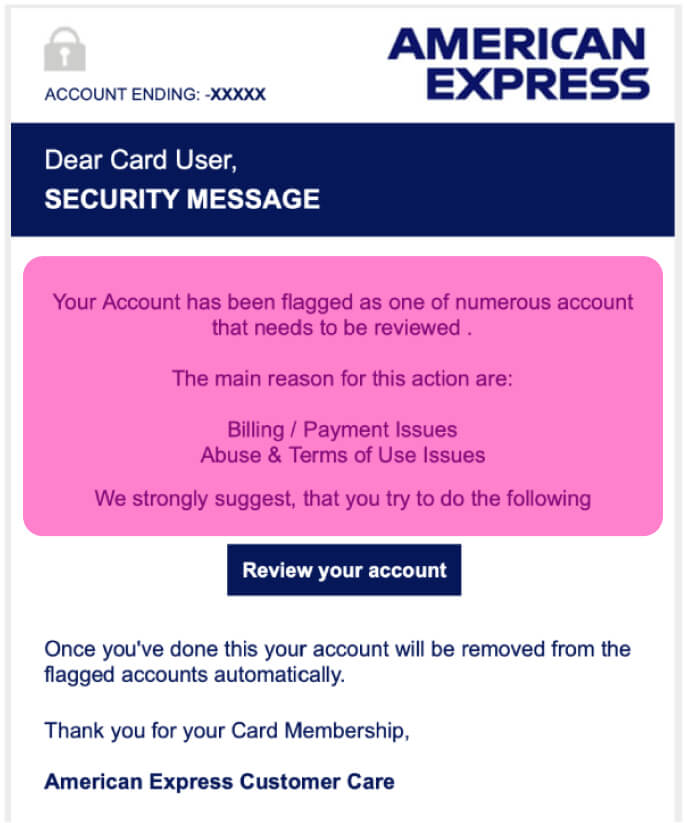 AMERICAN
EXPRESS
ACCOUNT ENDING: -XXXXX
Dear Card User,
SECURITY MESSAGE
Your Account has been flagged as one of numerous account
that needs to be reviewed .
The main reason for this action are:
Billing / Payment Issues
Abuse & Terms of Use Issues
We strongly suggest, that you try to do the following
Review your account
Once you've done this your account will be removed from the
flagged accounts automatically.
Thank you for your Card Membership,
American Express Customer Care